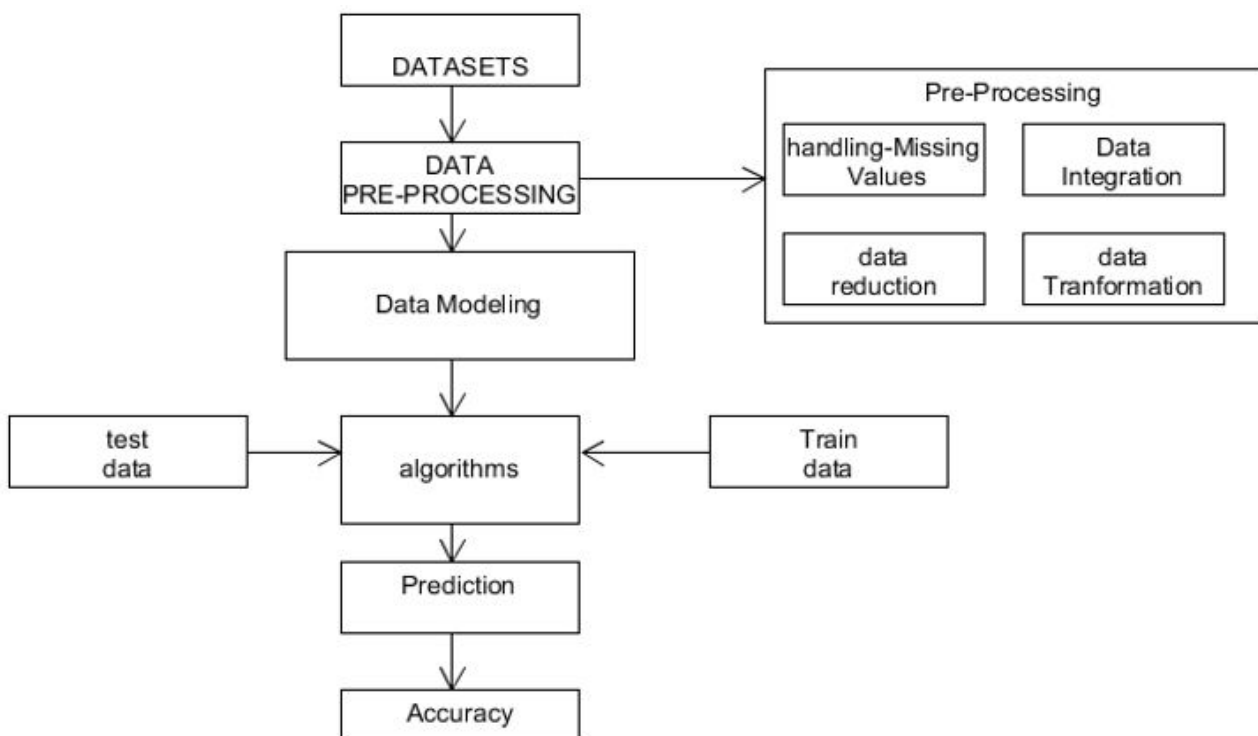 DATASETS
DATA
PRE-PROCESSING
Pre-Processing
handling-Missing
Values
Data
Integration
data
reduction
data
Tranformation
Data Modeling
test
data
algorithms
Train
data
Prediction
Accuracy